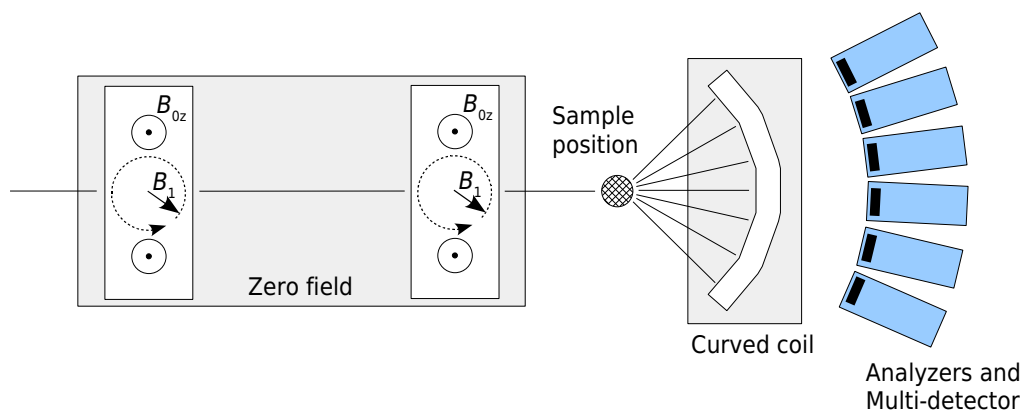 B0z
B0z
Sample
position
B1
B1
Zero field
Curved coil
Analyzers and
Multi-detector